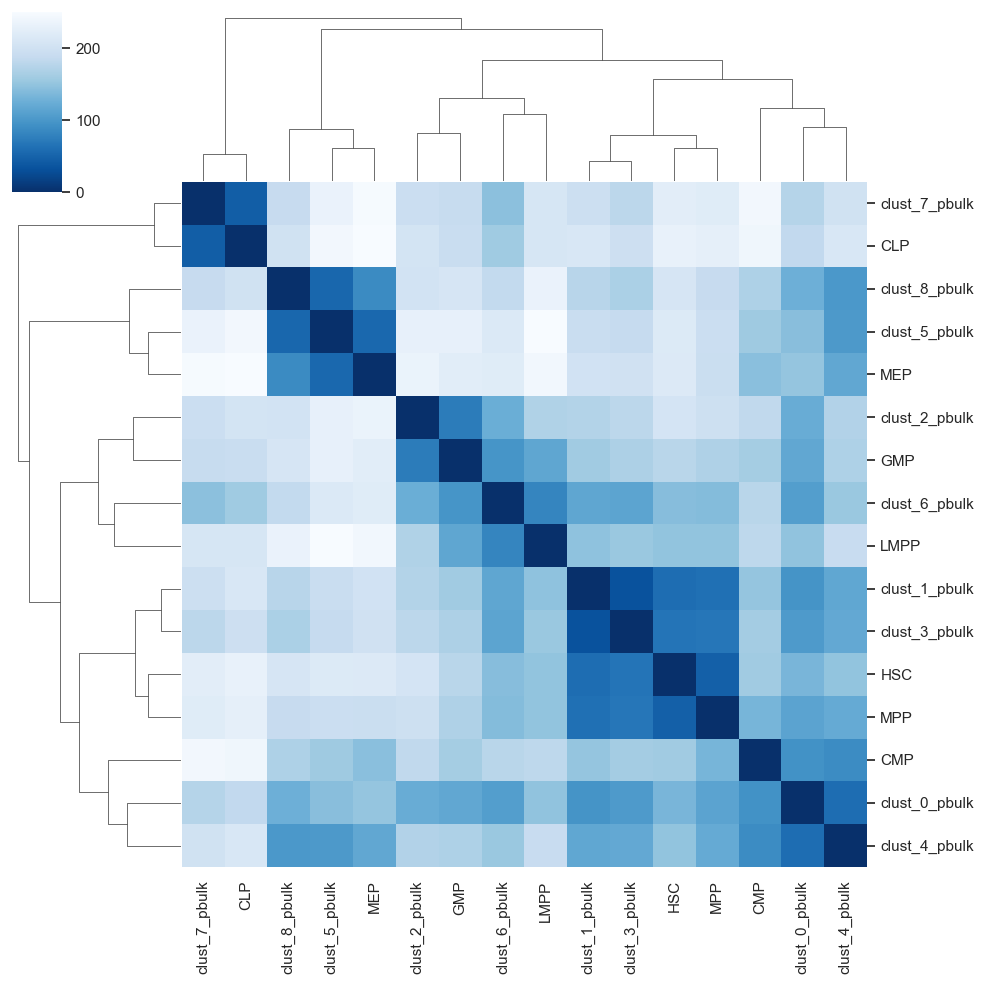 200
100
0
clust_7_pbulk
CLP
clust_8_pbulk
clust_5_pbulk
MEP
clust_2_pbulk
GMP
clust_6_pbulk
LMPP
clust_1_pbulk
clust_3_pbulk
HSC
MPP
CMP
clust_0_pbulk
clust_4_pbulk
clust_7_pbulk
CLP
clust_8_pbulk
clust_5_pbulk
MEP
clust_2_pbulk
GMP
clust_6_pbulk
LMPP
clust_1_pbulk
clust_3_pbulk
HSC
MPP
CMP
clust_0_pbulk
clust_4_pbulk